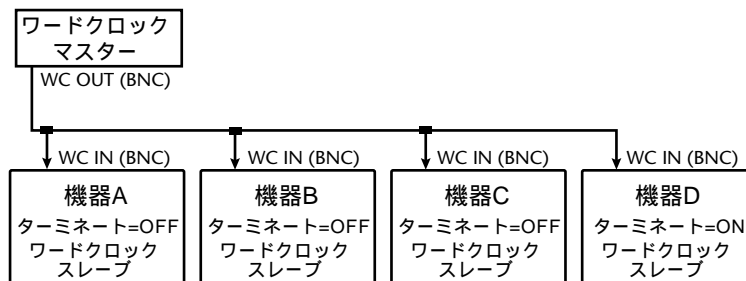 ワードクロック
マスター
WC OUT (BNC)
WC IN (BNC)
WC IN (BNC)
WC IN (BNC)
WC IN (BNC)
機器A
ターミネート=OFF
ワードクロック
スレーブ
機器B
ターミネート=OFF
ワードクロック
スレーブ
機器C
ターミネート=OFF
ワードクロック
スレーブ
機器D
ターミネート=ON
ワードクロック
スレーブ